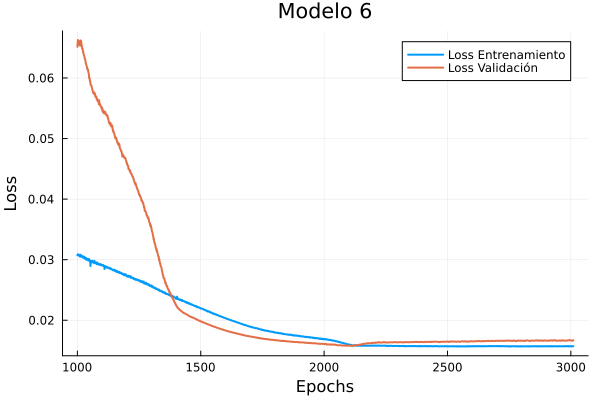 Modelo 6
Loss Entrenamiento
Loss Validación
0.06
0.05
0.04
0.03
0.02
Loss
1000 1500 2000 2500 3000
Epochs